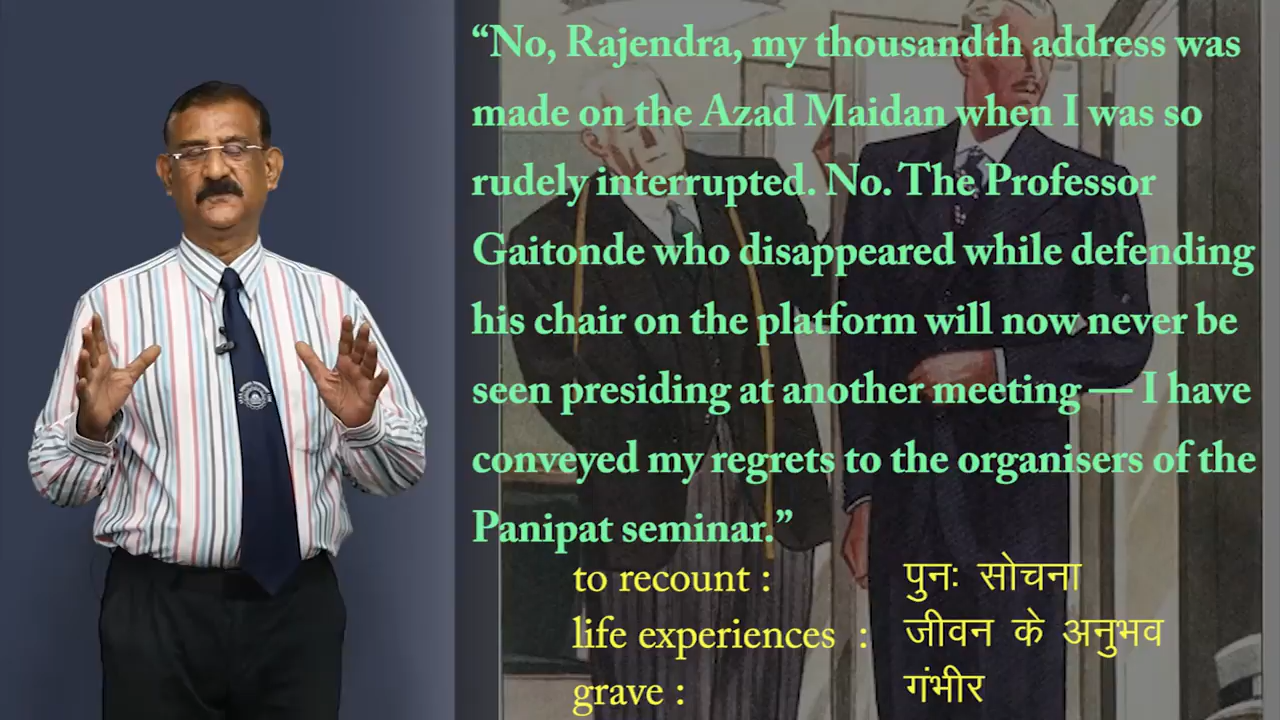 “No, Rajendra, my thousandth address was
made on the Azad Maidan when I was so
rudely interrupted. No. The Professor
Gaitonde who disappeared while defending
his chair on the platform will now never be
seen presiding at another meeting — I have
conveyed my regrets to the organisers of the
Panipat seminar.”
to recount : पुनः सोचना
life experiences : जीवन के अनुभव
grave : गंभीर